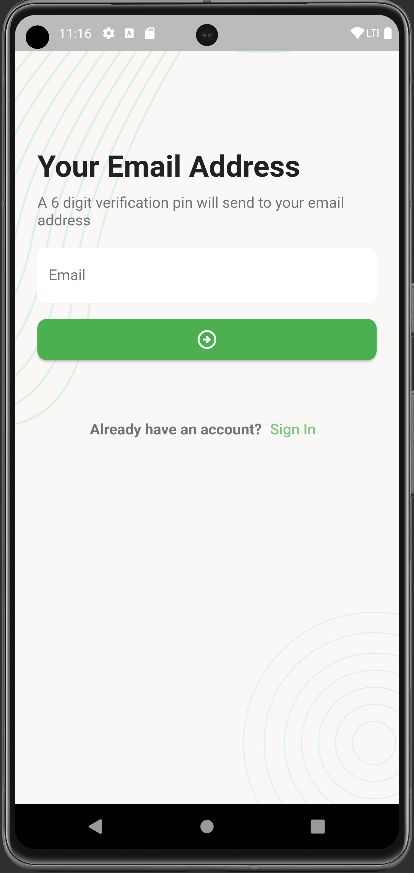 11:16 LTE
Your Email Address
A 6 digit verification pin will send to your email
address
Email
Already have an account? Sign In